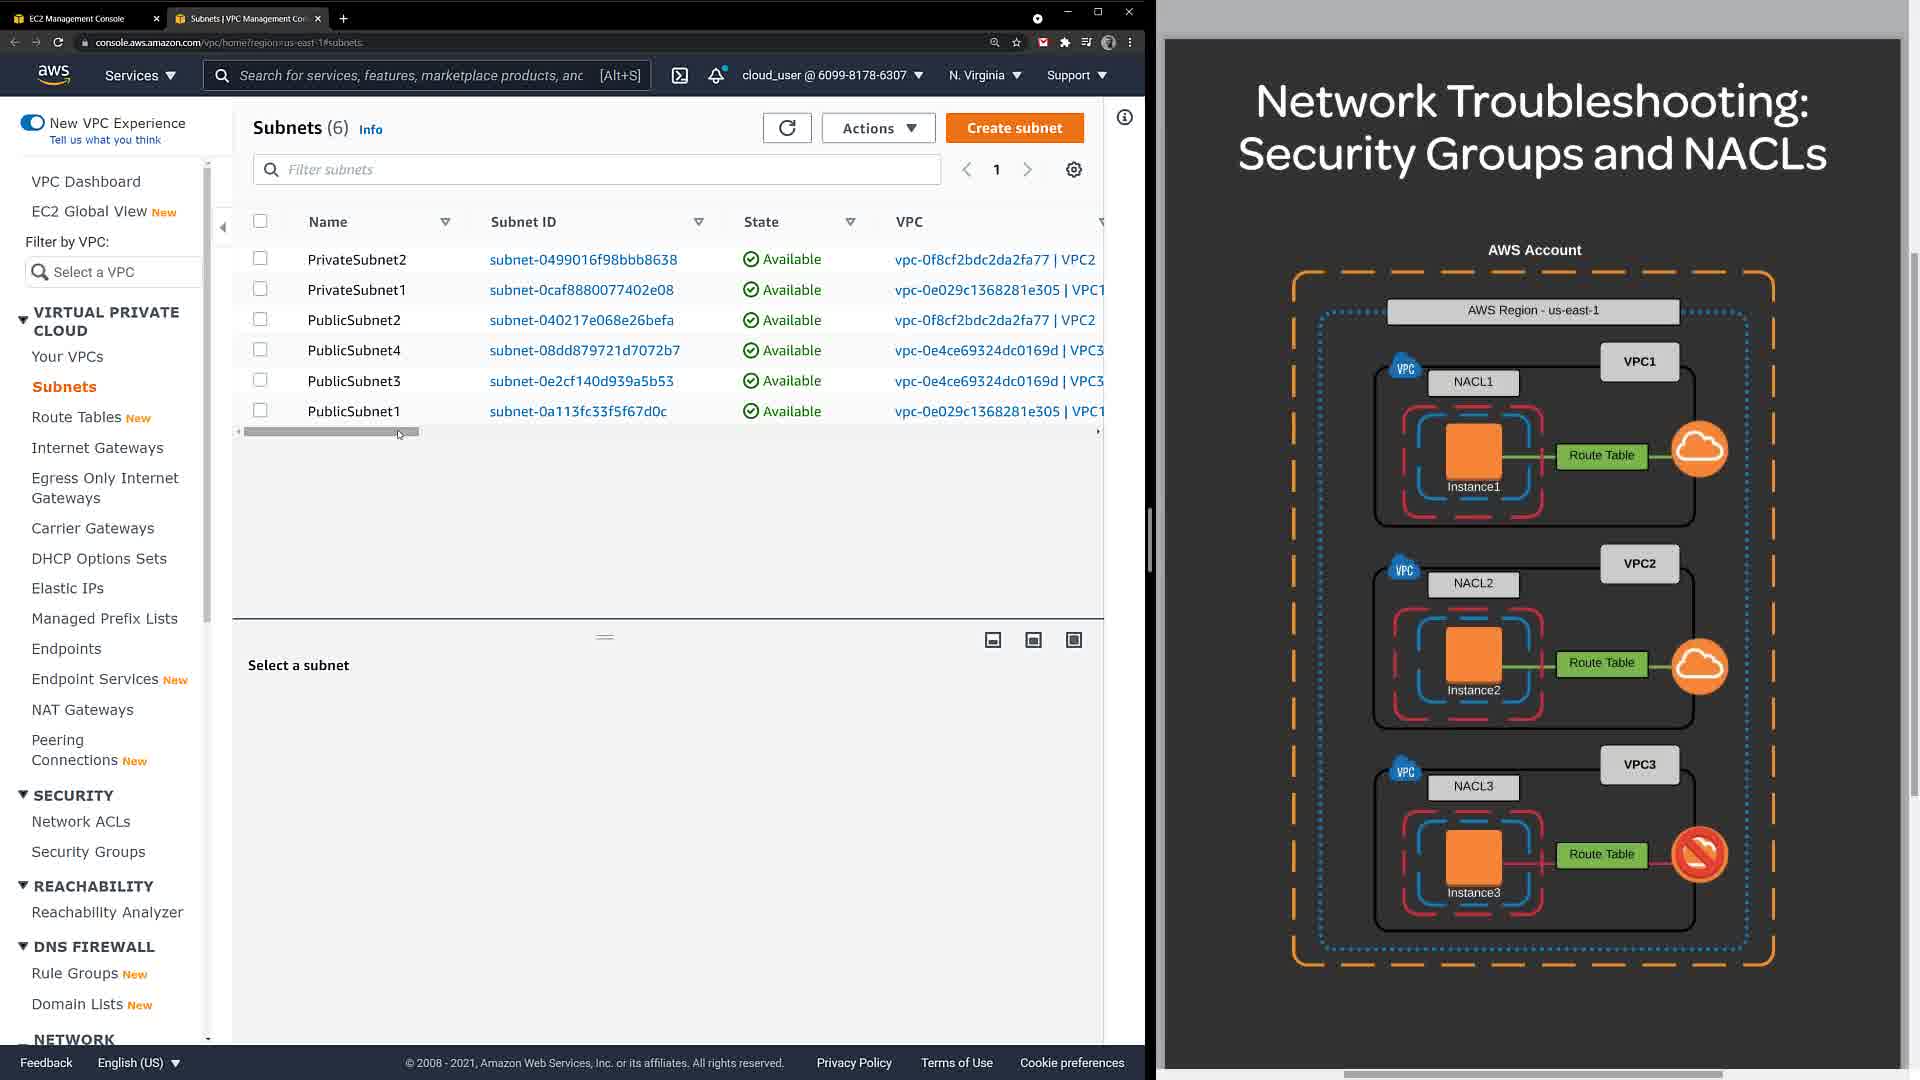 EC2 Management Console
Subnets | VPC Management Con
console.aws.amazon.com/vpc/home?region=us-east-1#subnets:
aws
Services
Search for services, features, marketplace products, and
[Alt+S]
cloud_user @ 6099-8178-6307
N. Virginia
Support
New VPC Experience
Tell us what you think
VPC Dashboard
EC2 Global View New
Filter by VPC:
Select a VPC
VIRTUAL PRIVATE
CLOUD
Your VPCs
Subnets
Route Tables New
Internet Gateways
Egress Only Internet
Gateways
Carrier Gateways
DHCP Options Sets
Elastic IPs
Managed Prefix Lists
Endpoints
Endpoint Services New
NAT Gateways
Peering
Connections New
SECURITY
Network ACLs
Security Groups
REACHABILITY
Reachability Analyzer
DNS FIREWALL
Rule Groups New
Domain Lists New
NETWORK
Subnets (6) Info
Actions
Create subnet
Filter subnets
1
Name Subnet ID State VPC
PrivateSubnet2 subnet-0499016f98bbb8638 Available vpc-0f8cf2bdc2da2fa77 | VPC2
PrivateSubnet1 subnet-0caf8880077402e08 Available vpc-0e029c1368281e305 | VPC1
PublicSubnet2 subnet-040217e068e26befa Available vpc-0f8cf2bdc2da2fa77 | VPC2
PublicSubnet4 subnet-08dd879721d7072b7 Available vpc-0e4ce69324dc0169d | VPC3
PublicSubnet3 subnet-0e2cf140d939a5b53 Available vpc-0e4ce69324dc0169d | VPC3
PublicSubnet1 subnet-0a113fc33f5f67d0c Available vpc-0e029c1368281e305 | VPC1
Select a subnet
Feedback
English (US)
© 2008 - 2021, Amazon Web Services, Inc. or its affiliates. All rights reserved.
Privacy Policy
Terms of Use
Cookie preferences
Network Troubleshooting:
Security Groups and NACLs
AWS Account
AWS Region - us-east-1
VPC1
VPC
NACL1
Route Table
Instance1
VPC2
VPC
NACL2
Route Table
Instance2
VPC3
VPC
NACL3
Route Table
Instance3